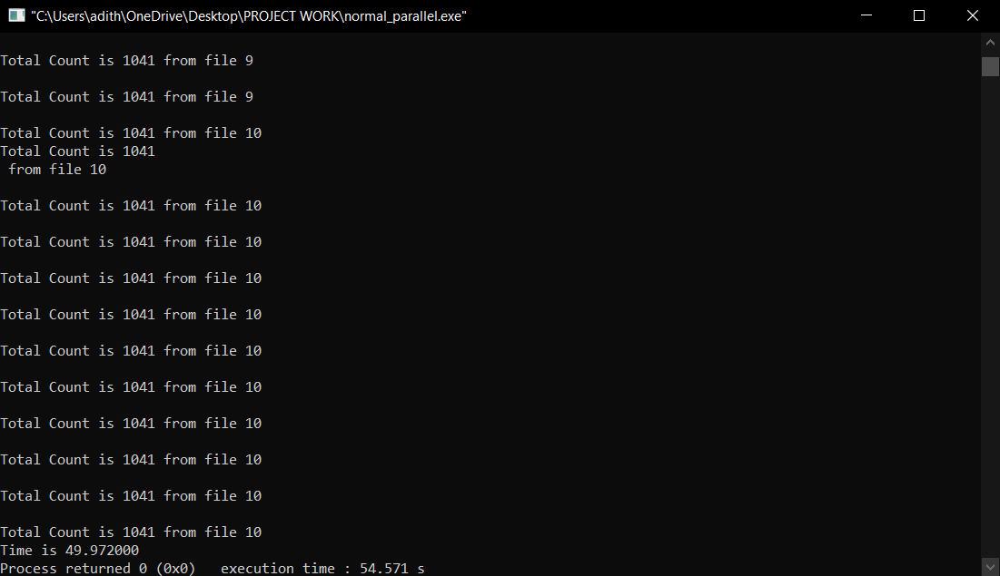 "C:\Users\adith\OneDrive\Desktop\PROJECT WORK\normal_parallel.exe"
Total Count is 1041 from file 9
Total Count is 1041 from file 9
Total Count is 1041 from file 10
Total Count is 1041
 from file 10
Total Count is 1041 from file 10
Total Count is 1041 from file 10
Total Count is 1041 from file 10
Total Count is 1041 from file 10
Total Count is 1041 from file 10
Total Count is 1041 from file 10
Total Count is 1041 from file 10
Total Count is 1041 from file 10
Total Count is 1041 from file 10
Total Count is 1041 from file 10
Time is 49.972000
Process returned 0 (0x0)   execution time : 54.571 s